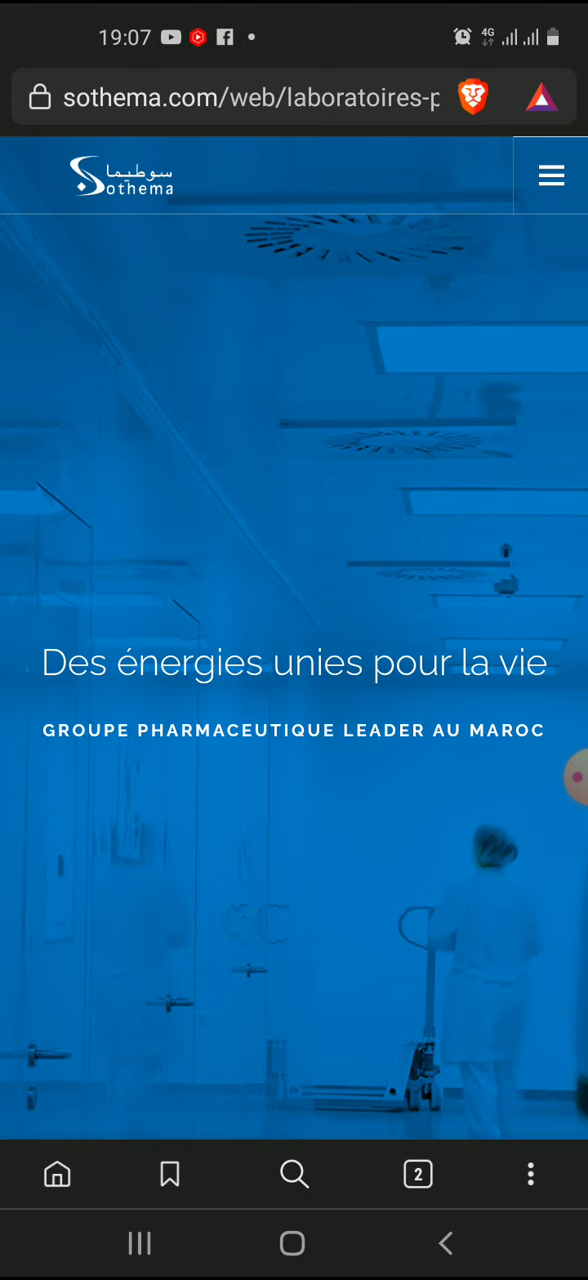 19:07
4G
sothema.com/web/laboratoires-p
سوطيما
Sothema
Des énergies unies pour la vie
GROUPE PHARMACEUTIQUE LEADER AU MAROC
2